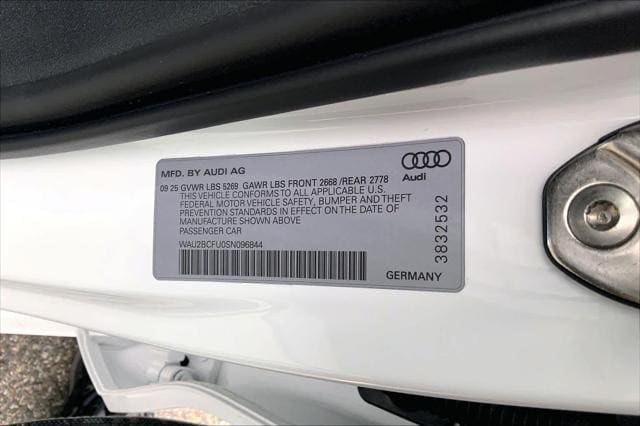 MFD. BY AUDI AG
Audi
09 25 GVWR LBS 5269 GAWR LBS FRONT 2668 /REAR 2778
THIS VEHICLE CONFORMS TO ALL APPLICABLE U.S.
FEDERAL MOTOR VEHICLE SAFETY, BUMPER AND THEFT
PREVENTION STANDARDS IN EFFECT ON THE DATE OF
MANUFACTURE SHOWN ABOVE
PASSENGER CAR
WAU2BCFU0SN096844
3832532
GERMANY